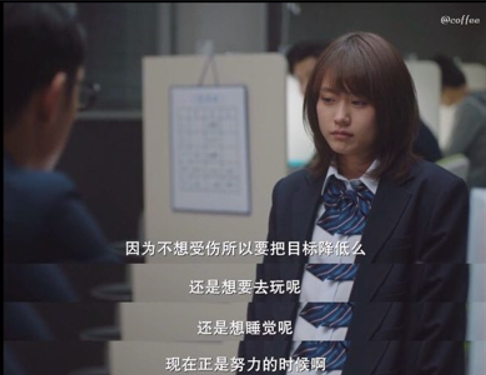 @coffee
因为不想受伤所以要把目标降低么
还是想要去玩呢
还是想睡觉呢
现在正是努力的时候啊